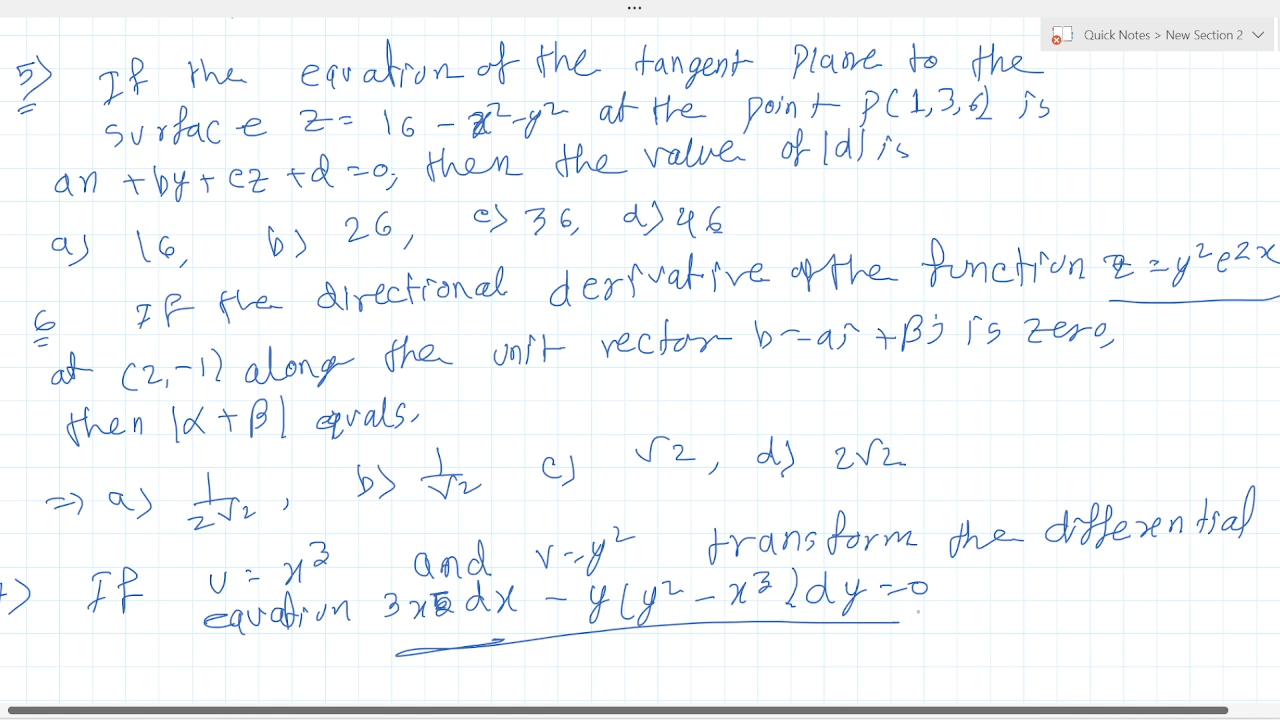 Quick Notes > New Section 2
5) If the equation of the tangent plane to the
surface z = 16 - x² - y² at the point P(1,3,6) is
ax + by + cz + d = 0, then the value of |d| is
a) 16, b) 26, c) 36, d) 46
6 If the directional derivative of the function z = y²e^2x
at (2,-1) along the unit vector b = αi + βj is zero,
then |α + β| equals.
⇒ a) 1/2√2, b) 1/√2 c) √2, d) 2√2
If u = x³ and v = y² transform the differential
equation 3x⁵dx - y(y² - x³)dy = 0